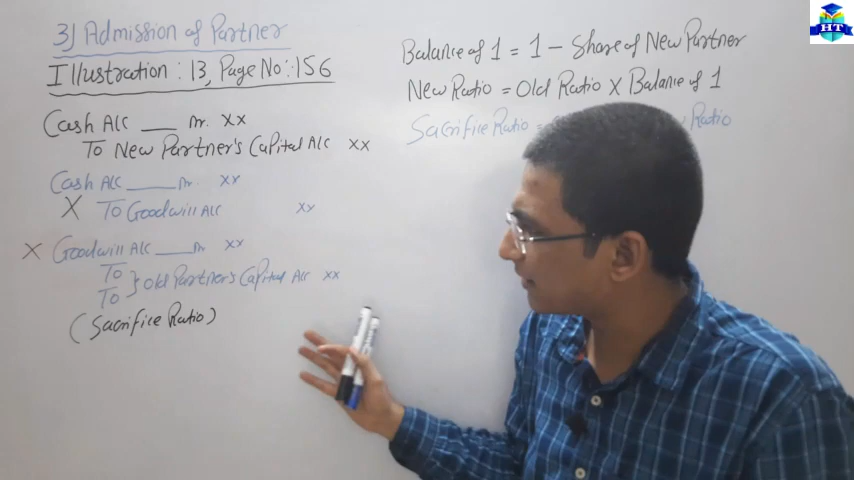 3) Admission of Partner
Illustration : 13, Page No:-156
Cash A/c ___ Dr. xx
To New Partner's Capital A/c xx
Cash A/c ___ Dr. xx
X To Goodwill A/c xx
X Goodwill A/c ___ Dr. xx
To
To } Old Partner's Capital A/c xx
(Sacrifice Ratio)
Balance of 1 = 1 - Share of New Partner
New Ratio = Old Ratio X Balance of 1
Sacrifice Ratio = Ratio
HT